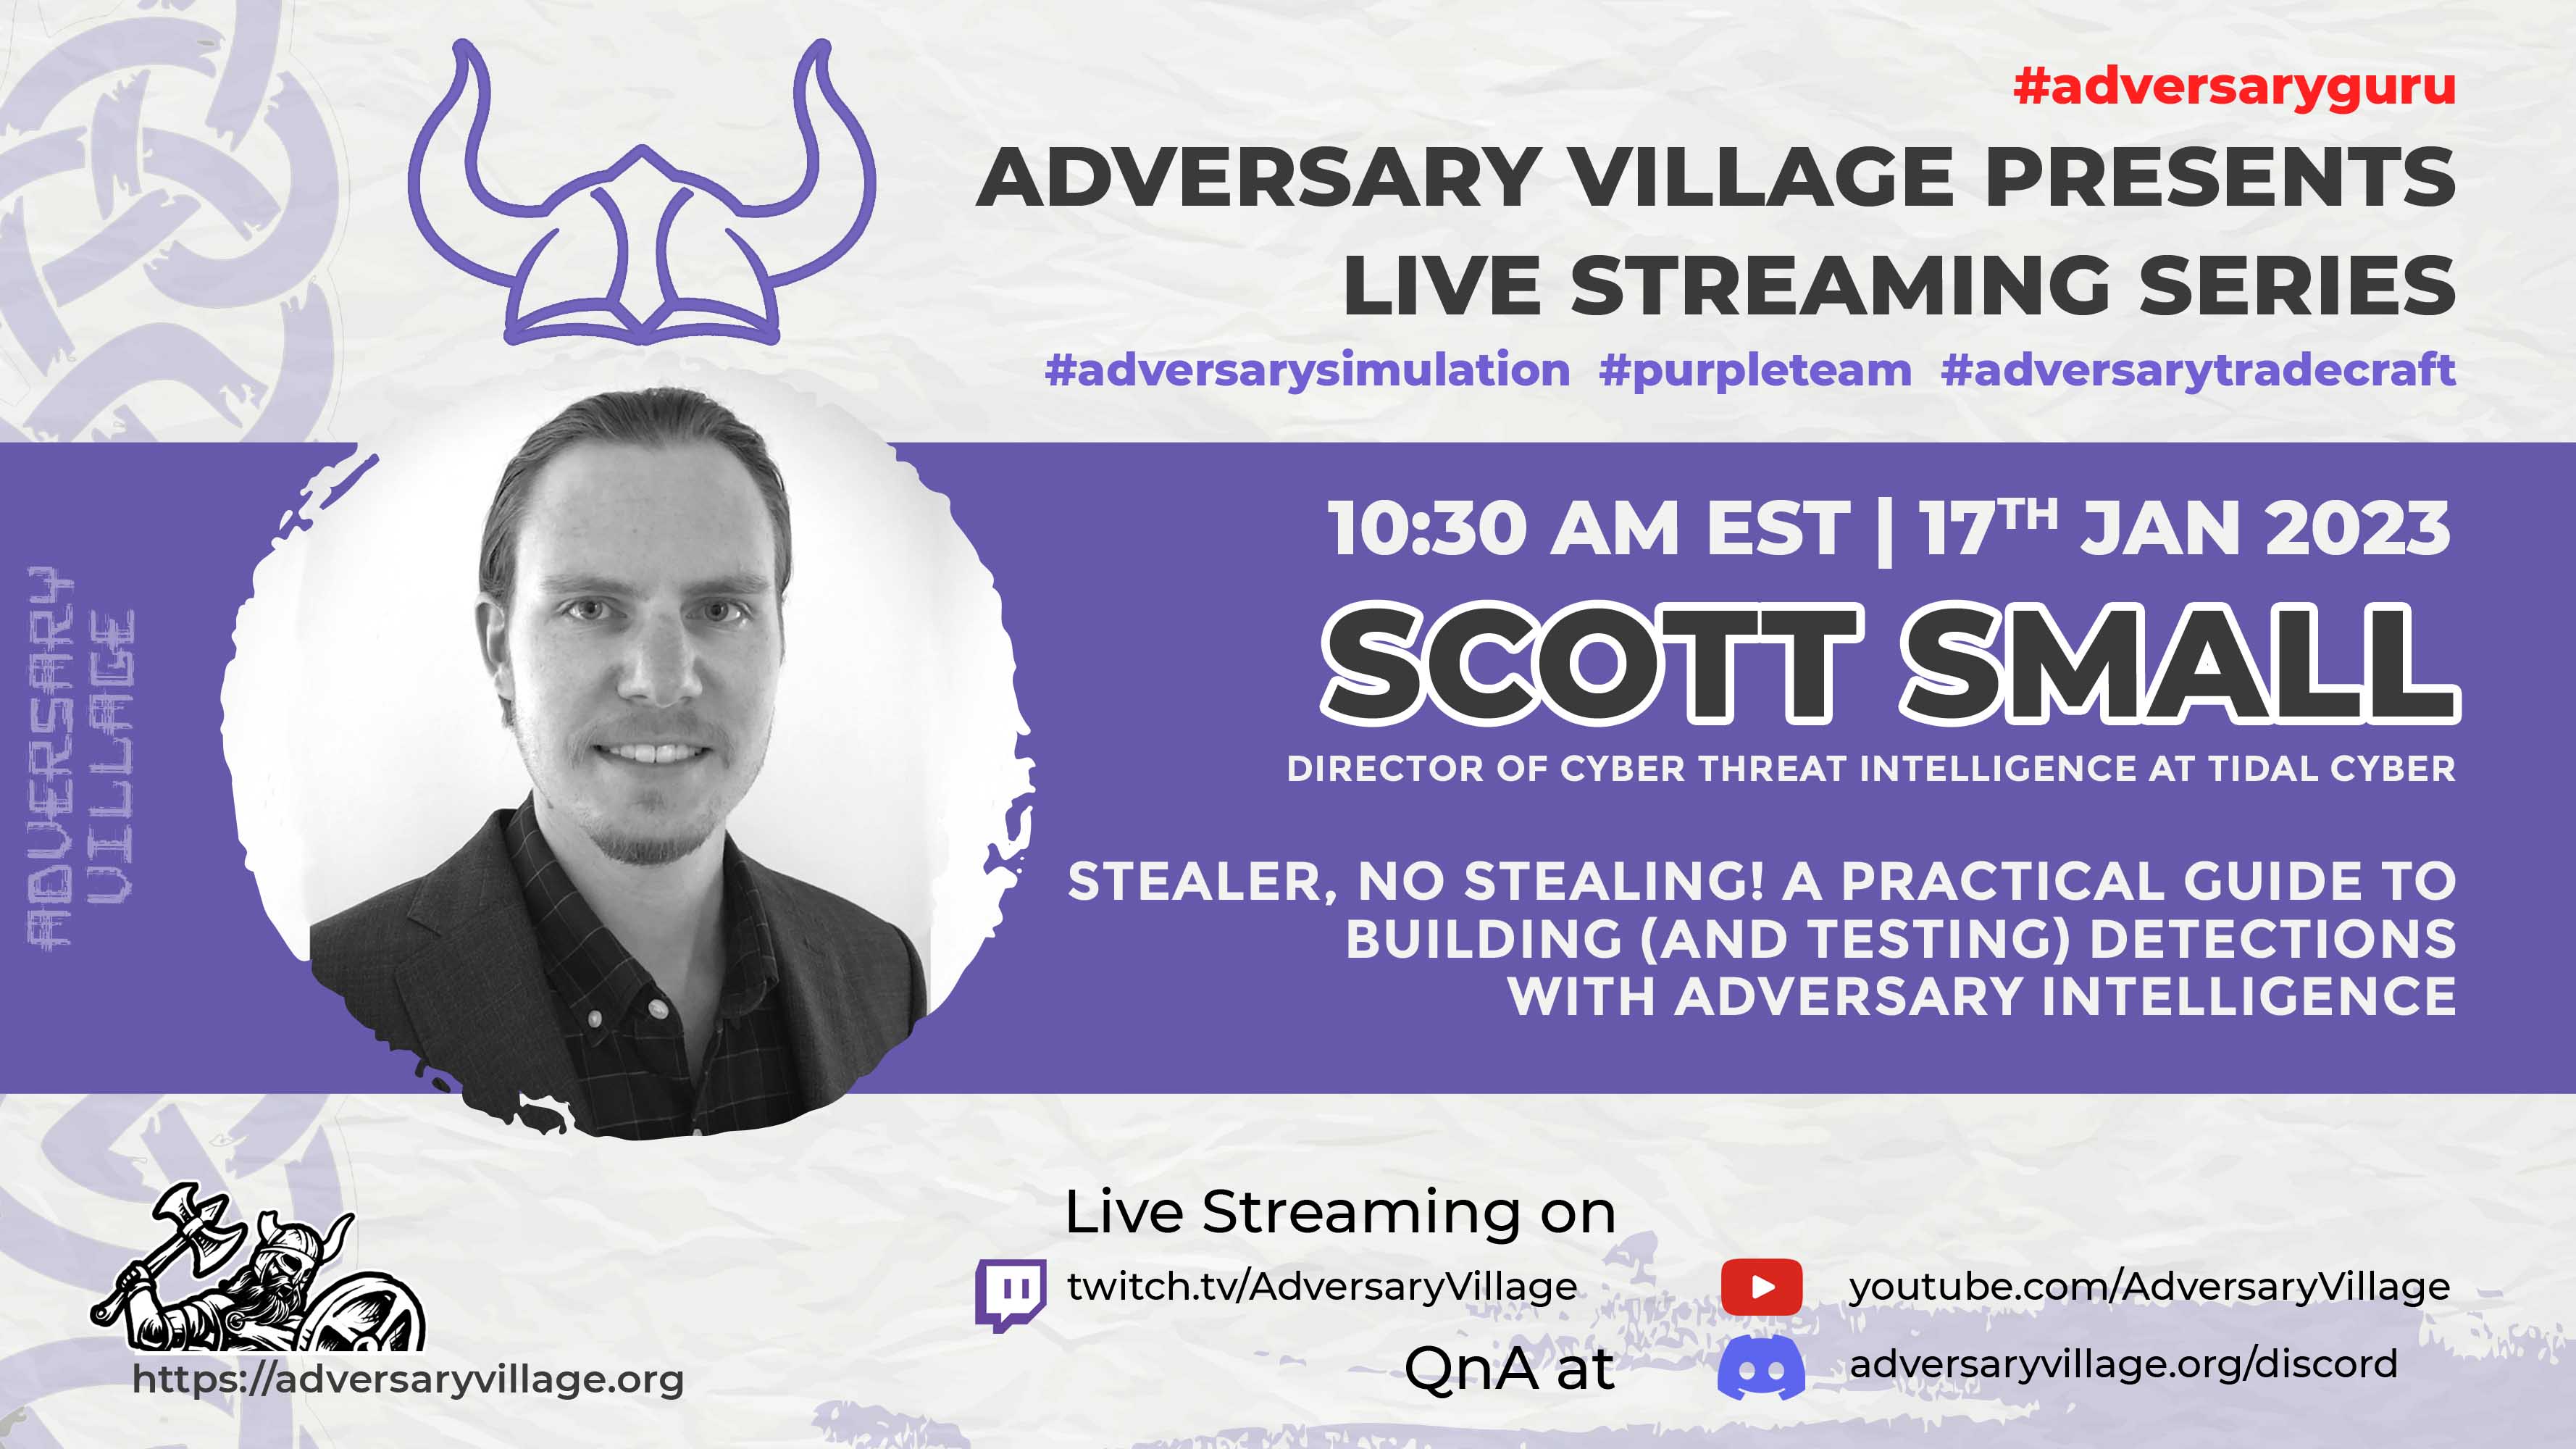 #adversaryguru
ADVERSARY VILLAGE PRESENTS
LIVE STREAMING SERIES
#adversarysimulation #purpleteam #adversarytradecraft
ADVERSARY
VILLAGE
10:30 AM EST | 17TH JAN 2023
SCOTT SMALL
DIRECTOR OF CYBER THREAT INTELLIGENCE AT TIDAL CYBER
STEALER, NO STEALING! A PRACTICAL GUIDE TO
BUILDING (AND TESTING) DETECTIONS
WITH ADVERSARY INTELLIGENCE
Live Streaming on
twitch.tv/AdversaryVillage
youtube.com/AdversaryVillage
QnA at
adversaryvillage.org/discord
https://adversaryvillage.org